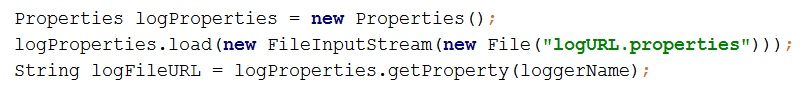 Properties logProperties = new Properties();
logProperties.load(new FileInputStream(new File("logURL.properties")));
String logFileURL = logProperties.getProperty(loggerName);